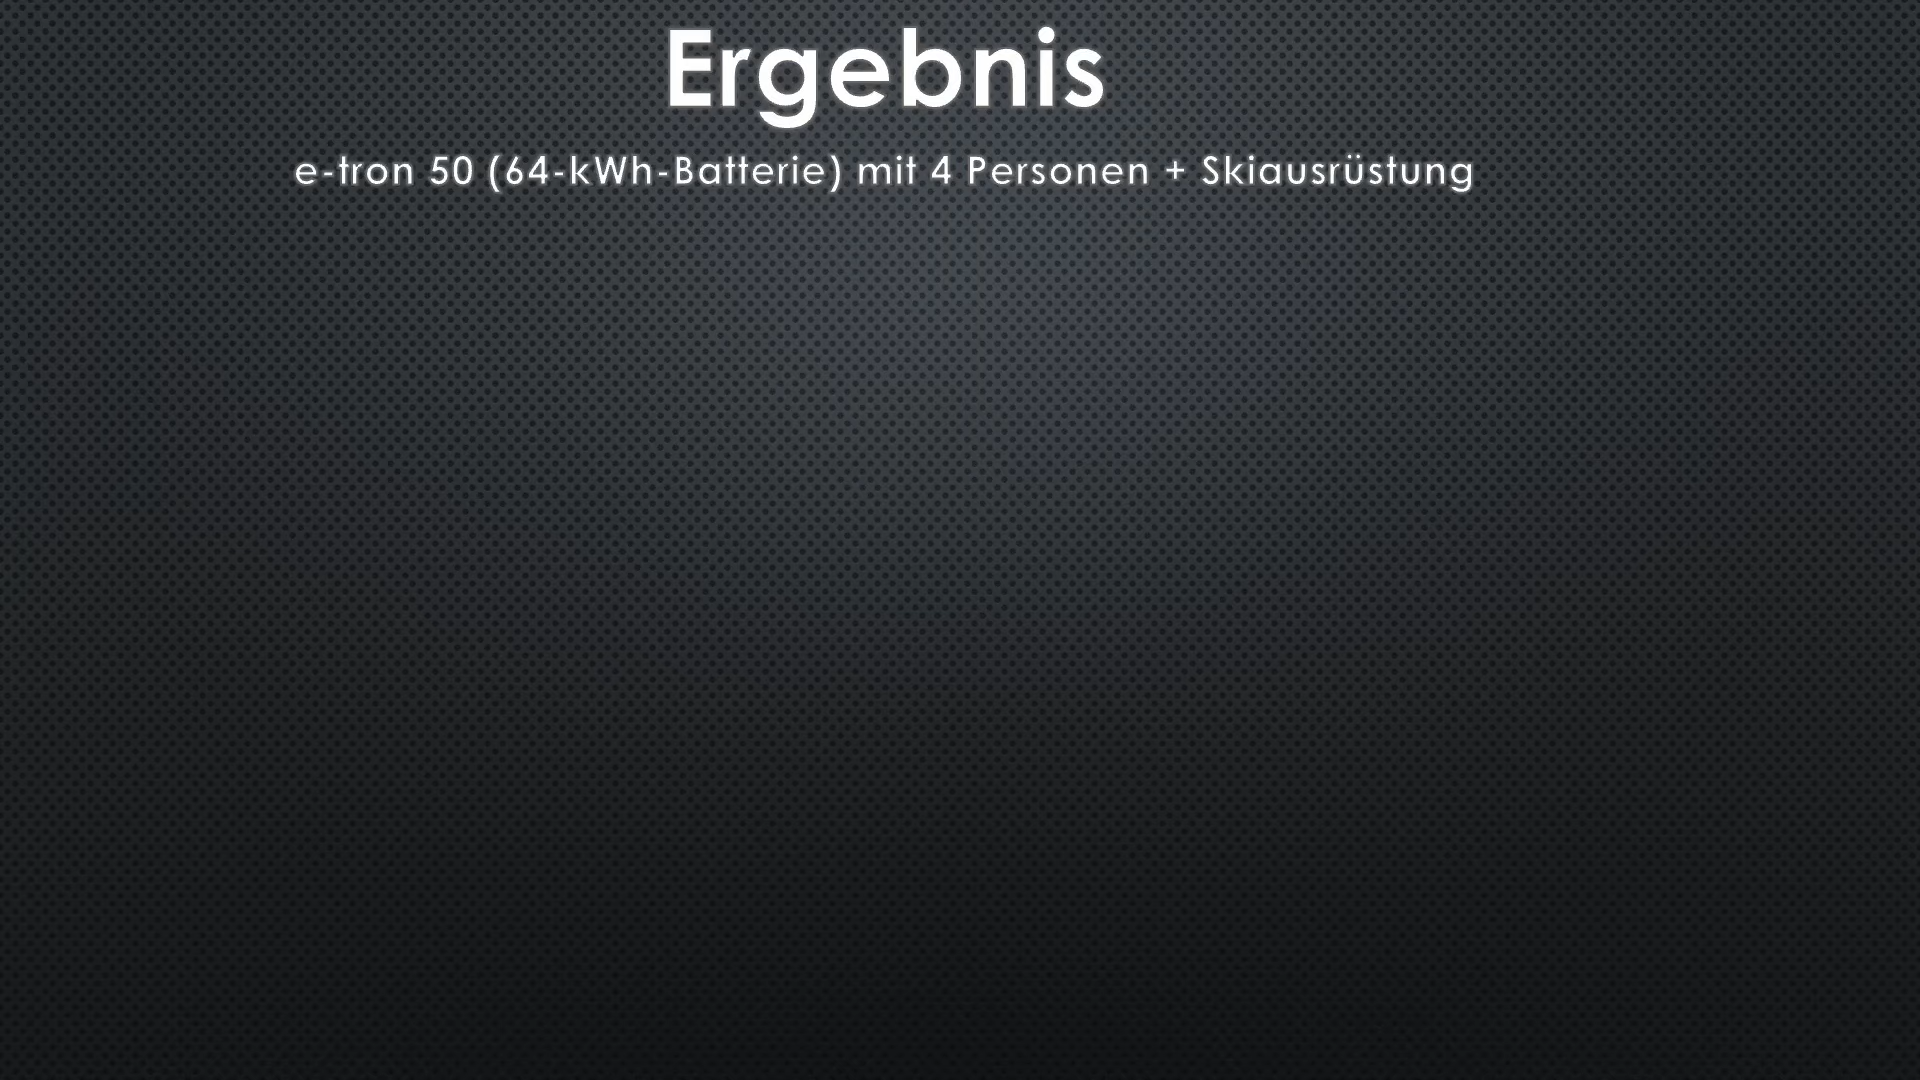 Ergebnis
e-tron 50 (64-kWh-Batterie) mit 4 Personen + Skiausrüstung